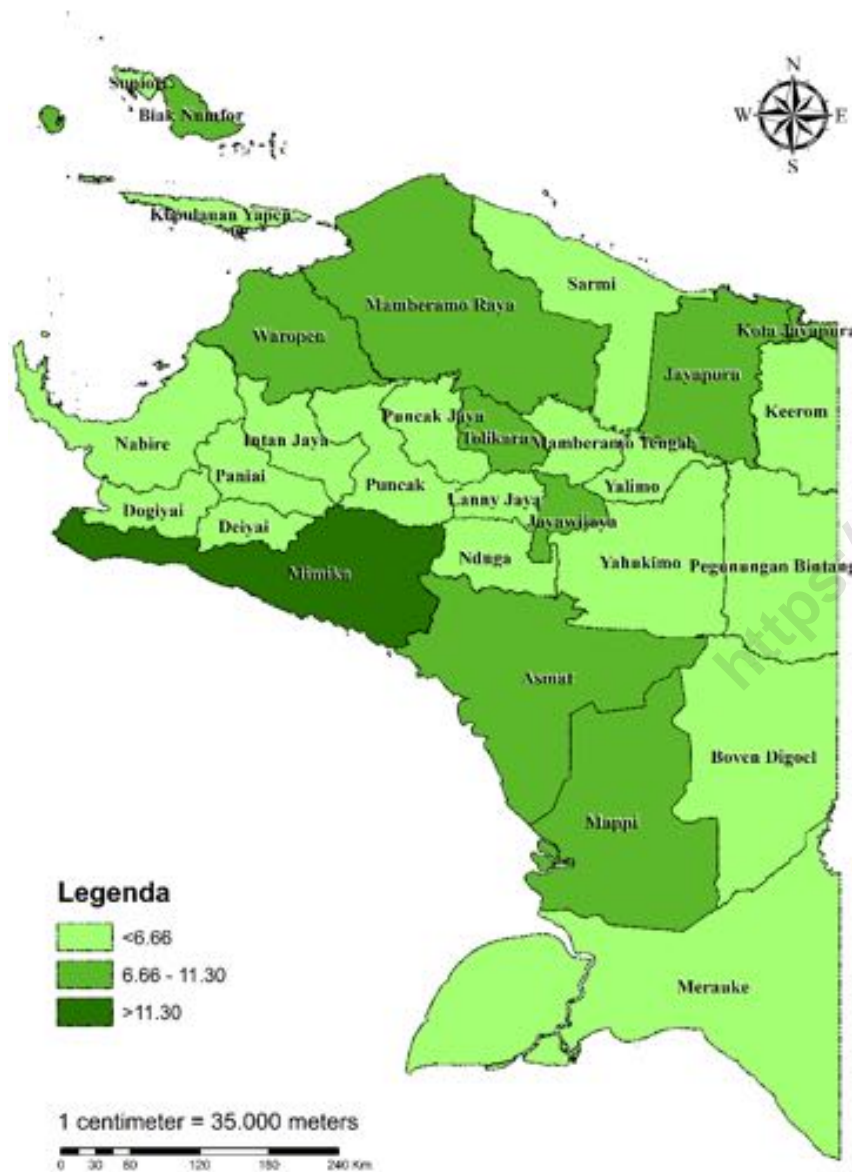 N
W E
S
Supiori
Biak Numfor
Kepulauan Yapen
Sarmi
Mamberamo Raya
Waropen
Kota Jayapura
Jayapura
Keerom
Puncak Jaya
Tolikara
Mamberamo Tengah
Nabire
Intan Jaya
Paniai
Puncak
Yalimo
Lanny Jaya
Dogiyai
Deiyai
Jayawijaya
Nduga
Yahukimo
Pegunungan Bintang
Mimika
https:/
Asmat
Boven Digoel
Mappi
Legenda
<6.66
6.66 - 11.30
>11.30
Merauke
1 centimeter = 35.000 meters
0 30 60 120 180 240 Km